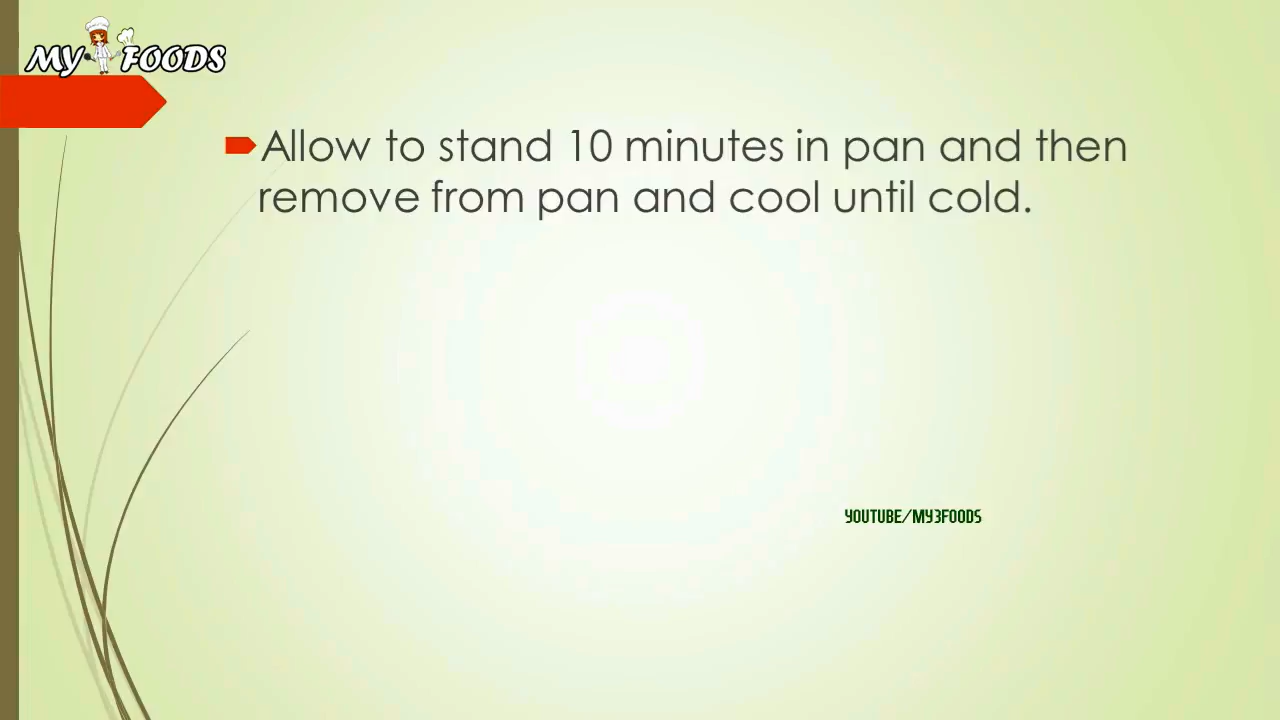 MY FOODS
Allow to stand 10 minutes in pan and then
remove from pan and cool until cold.
YOUTUBE/MY3FOODS